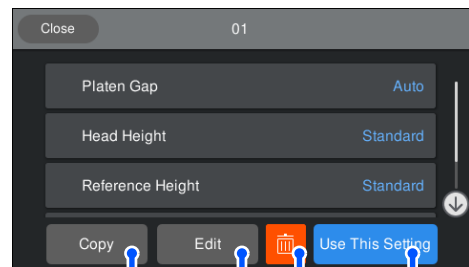 Close 01
Platen Gap Auto
Head Height Standard
Reference Height Standard
Copy Edit Use This Setting